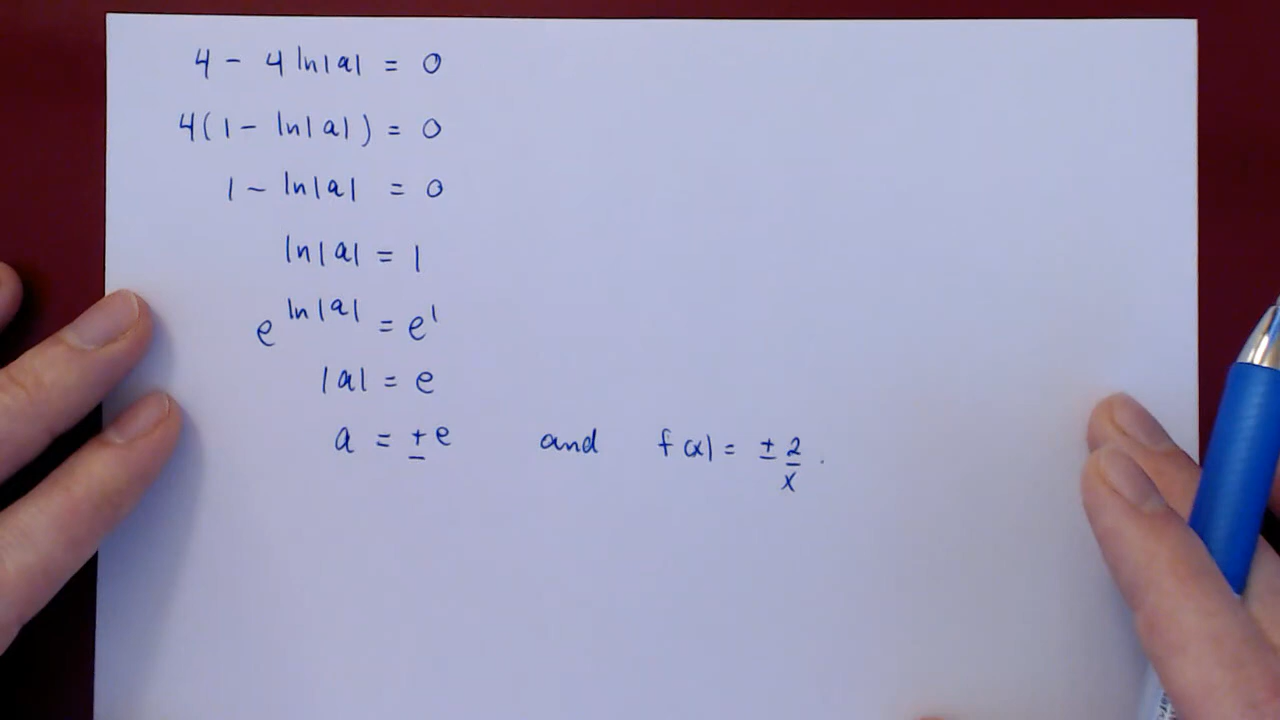 4 - 4 ln|a| = 0
4(1 - ln|a|) = 0
1 - ln|a| = 0
ln|a| = 1
e^{ln|a|} = e^1
|a| = e
a = ±e and f(x) = ± 2/x .